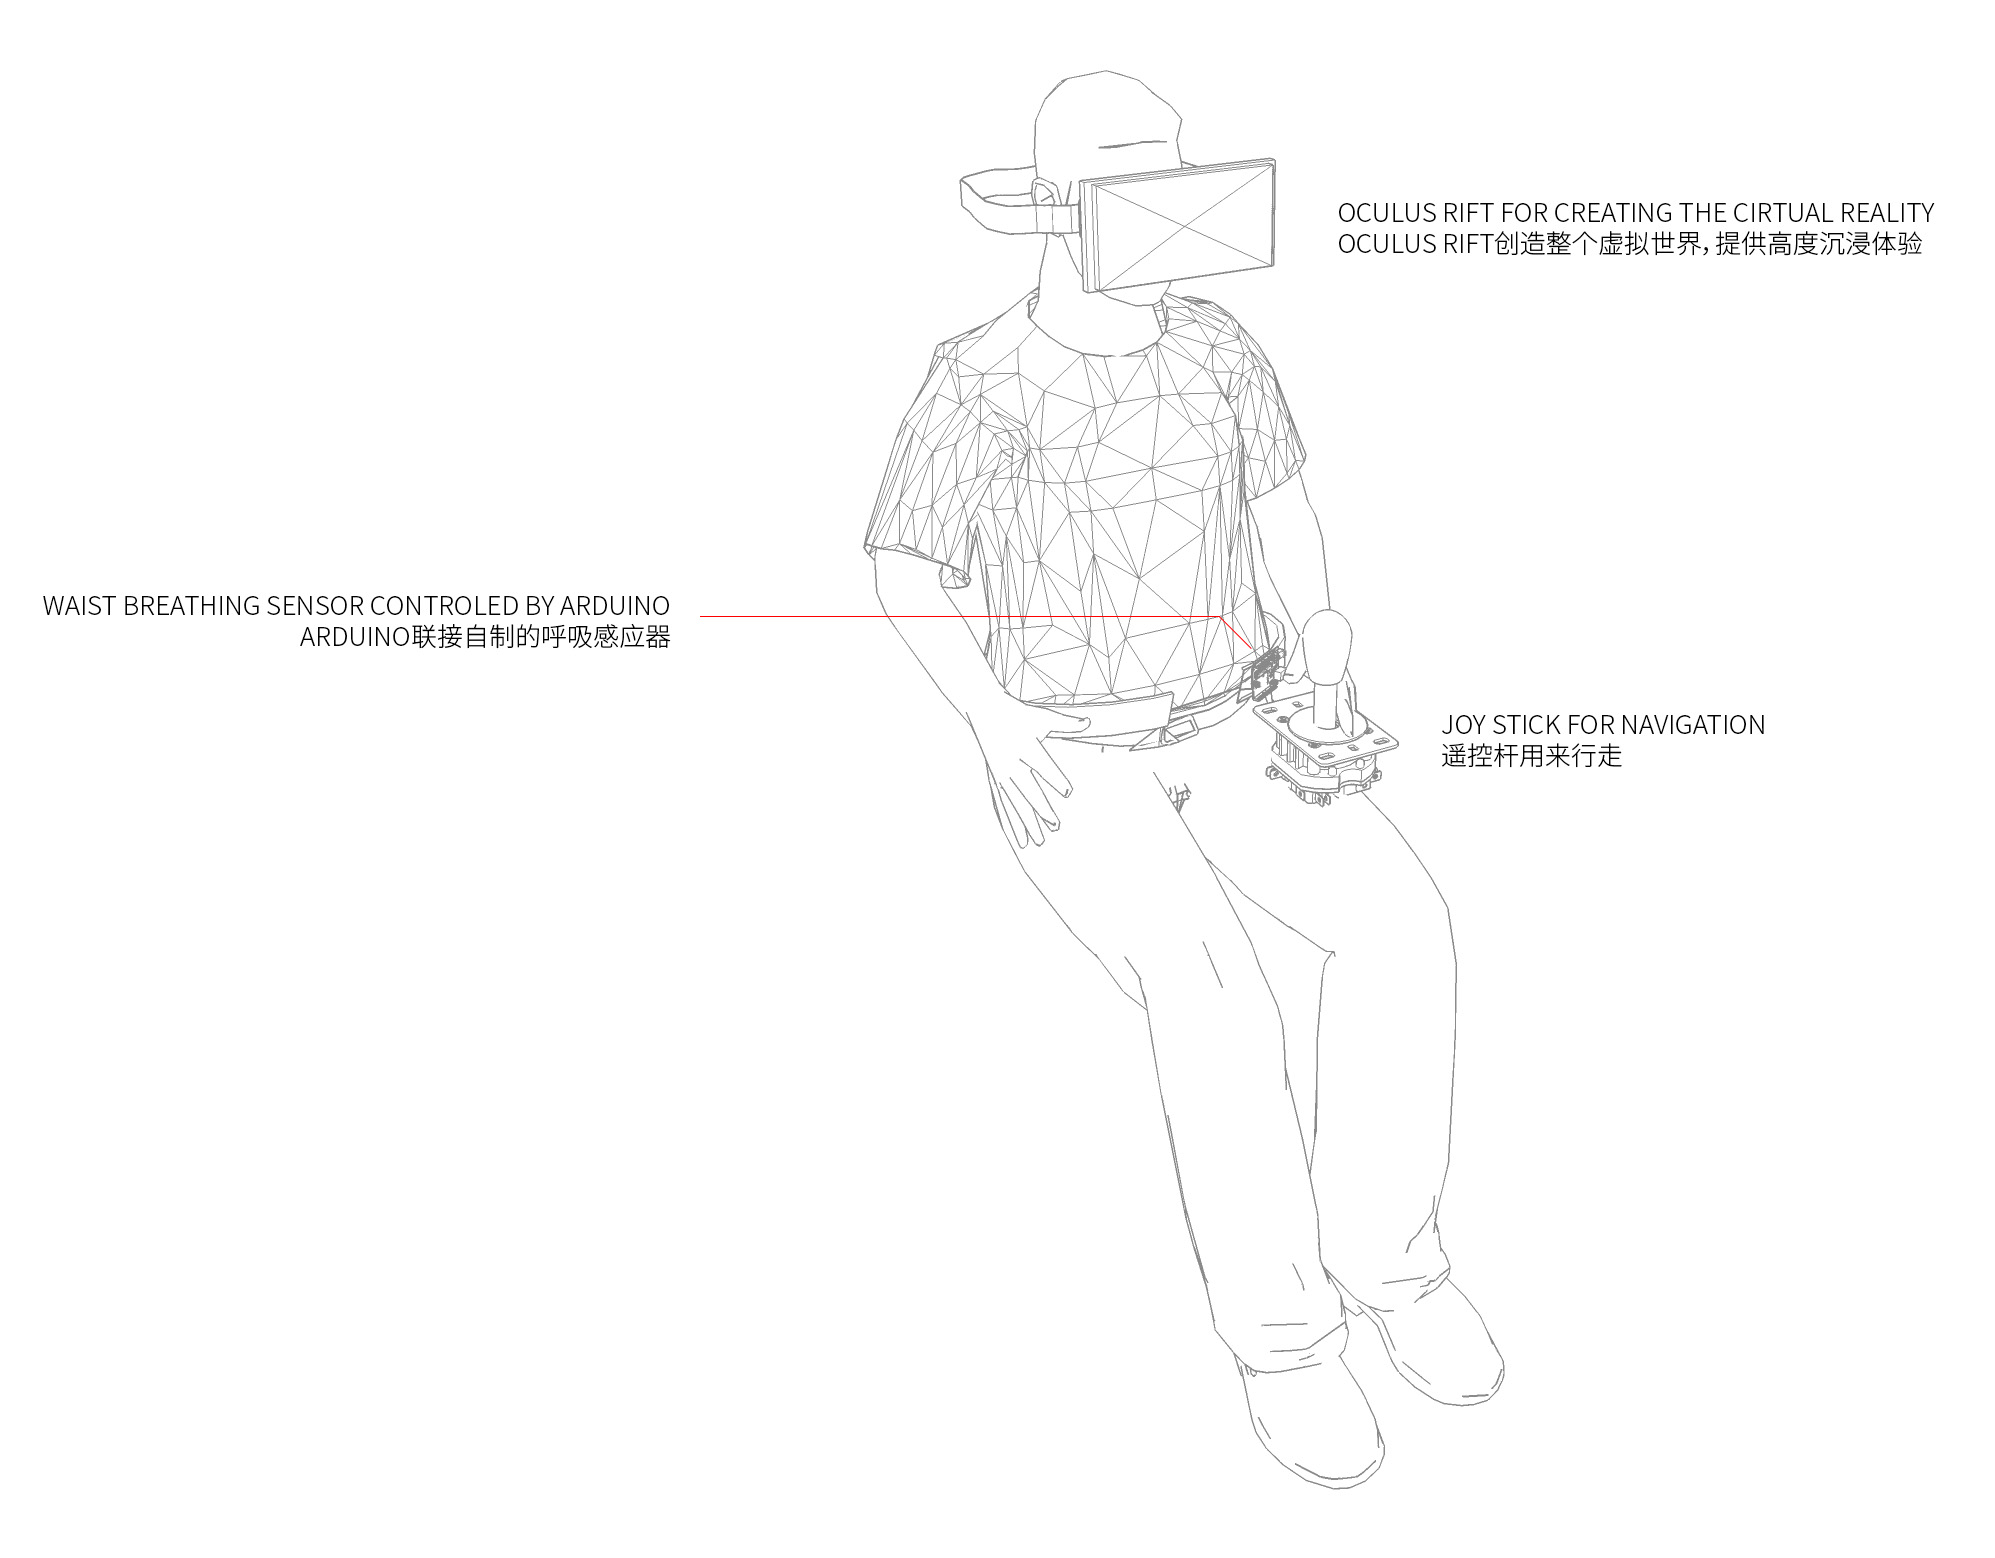 OCULUS RIFT FOR CREATING THE CIRTUAL REALITY
OCULUS RIFT创造整个虚拟世界，提供高度沉浸体验
WAIST BREATHING SENSOR CONTROLED BY ARDUINO
ARDUINO联接自制的呼吸感应器
JOY STICK FOR NAVIGATION
遥控杆用来行走